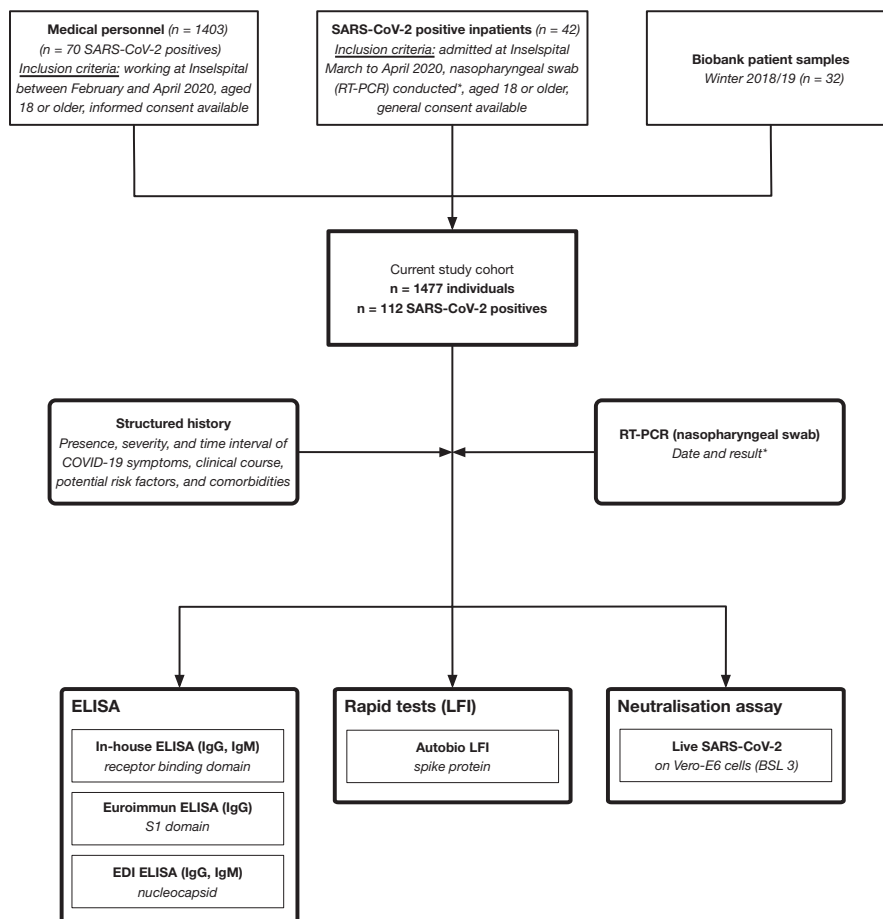 Medical personnel (n = 1403)
(n = 70 SARS-CoV-2 positives)
Inclusion criteria: working at Inselspital
between February and April 2020, aged
18 or older, informed consent available
SARS-CoV-2 positive inpatients (n = 42)
Inclusion criteria: admitted at Inselspital
March to April 2020, nasopharyngeal swab
(RT-PCR) conducted*, aged 18 or older,
general consent available
Biobank patient samples
Winter 2018/19 (n = 32)
Current study cohort
n = 1477 individuals
n = 112 SARS-CoV-2 positives
Structured history
Presence, severity, and time interval of
COVID-19 symptoms, clinical course,
potential risk factors, and comorbidities
RT-PCR (nasopharyngeal swab)
Date and result*
ELISA
In-house ELISA (IgG, IgM)
receptor binding domain
Euroimmun ELISA (IgG)
S1 domain
EDI ELISA (IgG, IgM)
nucleocapsid
Rapid tests (LFI)
Autobio LFI
spike protein
Neutralisation assay
Live SARS-CoV-2
on Vero-E6 cells (BSL 3)